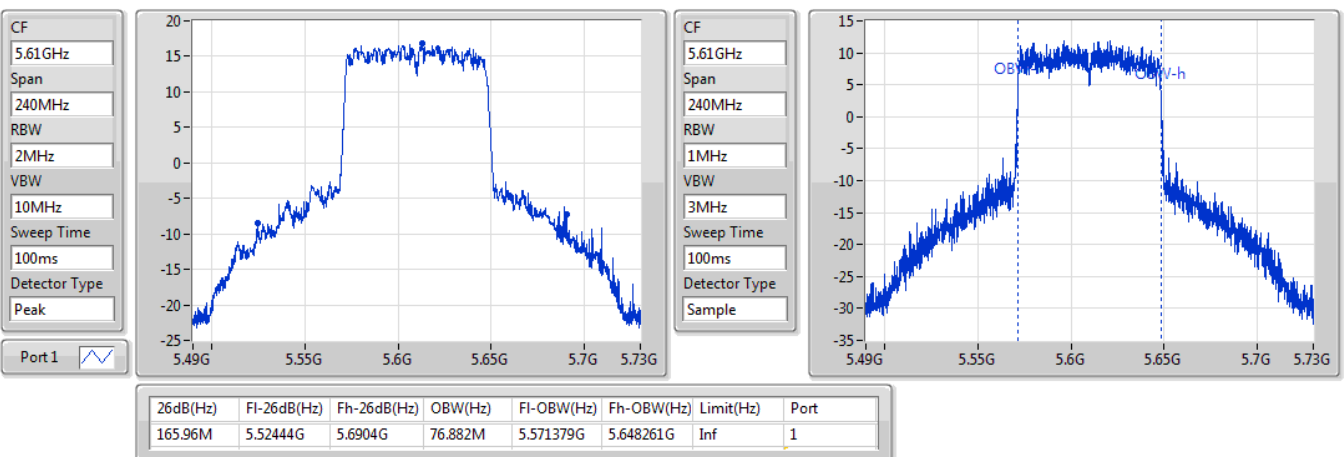 CF
5.61GHz
Span
240MHz
RBW
2MHz
VBW
10MHz
Sweep Time
100ms
Detector Type
Peak
Port 1
20
15
10
5
0
-5
-10
-15
-20
-25
5.49G 5.55G 5.6G 5.65G 5.7G 5.73G
CF
5.61GHz
Span
240MHz
RBW
1MHz
VBW
3MHz
Sweep Time
100ms
Detector Type
Sample
15
10
5
0
-5
-10
-15
-20
-25
-30
-35
OBW-h
5.49G 5.55G 5.6G 5.65G 5.7G 5.73G
26dB(Hz) Fl-26dB(Hz) Fh-26dB(Hz) OBW(Hz) Fl-OBW(Hz) Fh-OBW(Hz) Limit(Hz) Port
165.96M 5.52444G 5.6904G 76.882M 5.571379G 5.648261G Inf 1